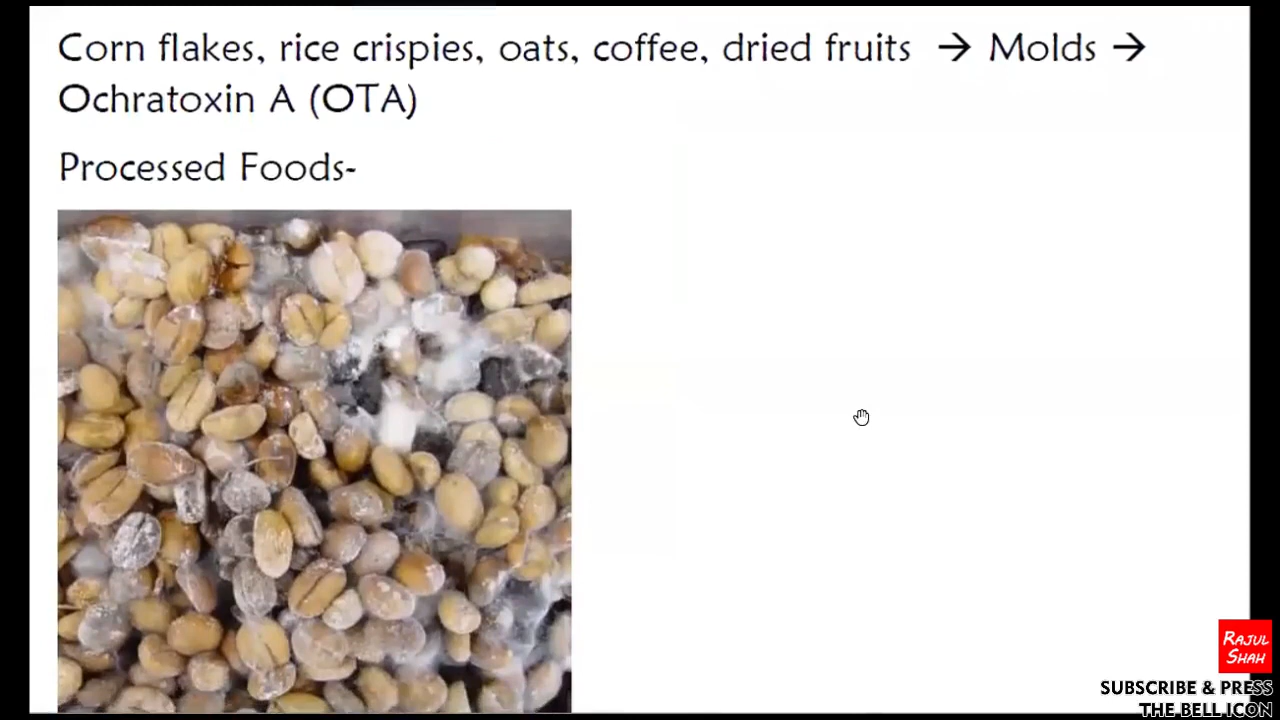 Corn flakes, rice crispies, oats, coffee, dried fruits → Molds →
Ochratoxin A (OTA)
Processed Foods-
RAJUL
SHAH
SUBSCRIBE & PRESS
THE BELL ICON